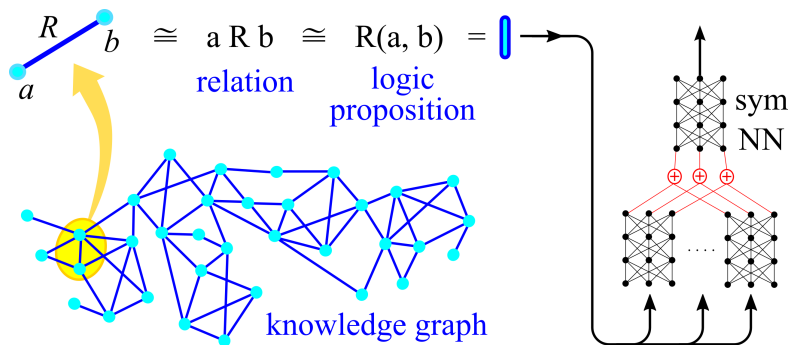 R
a
b
≅ a R b ≅ R(a, b) =
relation
logic
proposition
sym
NN
⊕ ⊕ ⊕
....
knowledge graph